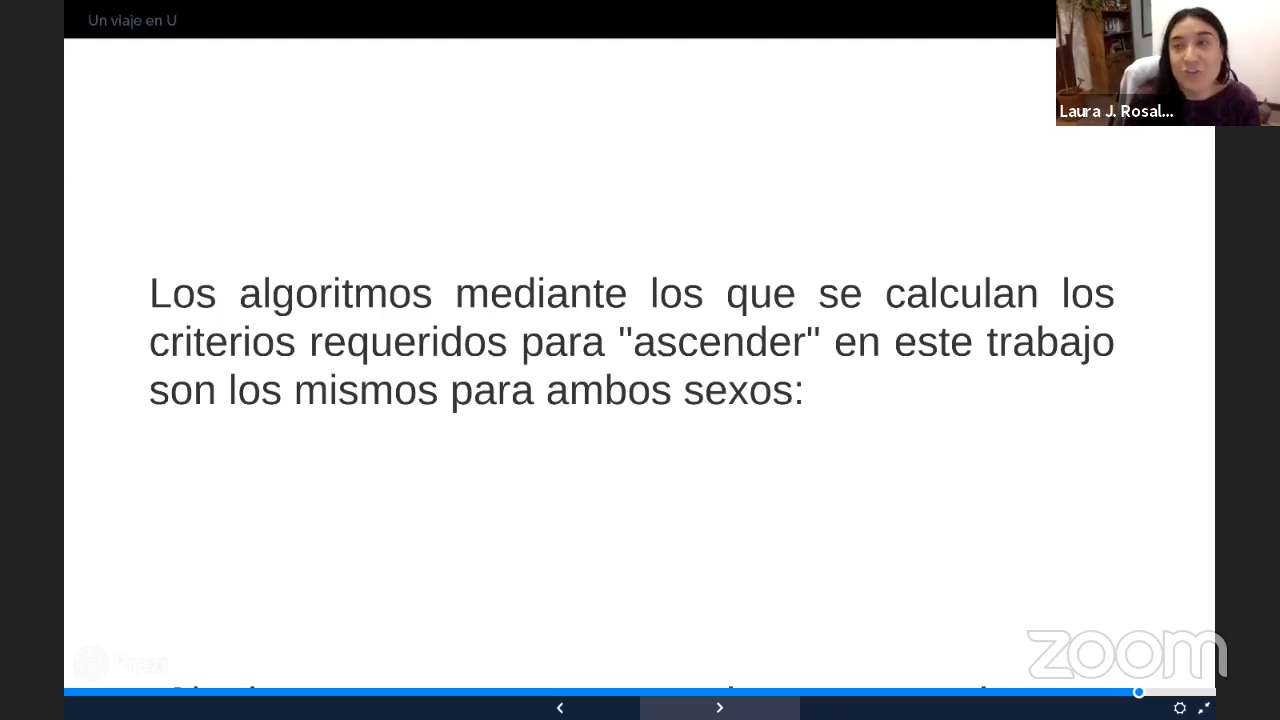 Un viaje en U
Laura J. Rosal...
Los algoritmos mediante los que se calculan los
criterios requeridos para "ascender" en este trabajo
son los mismos para ambos sexos:
Prezi
zoom